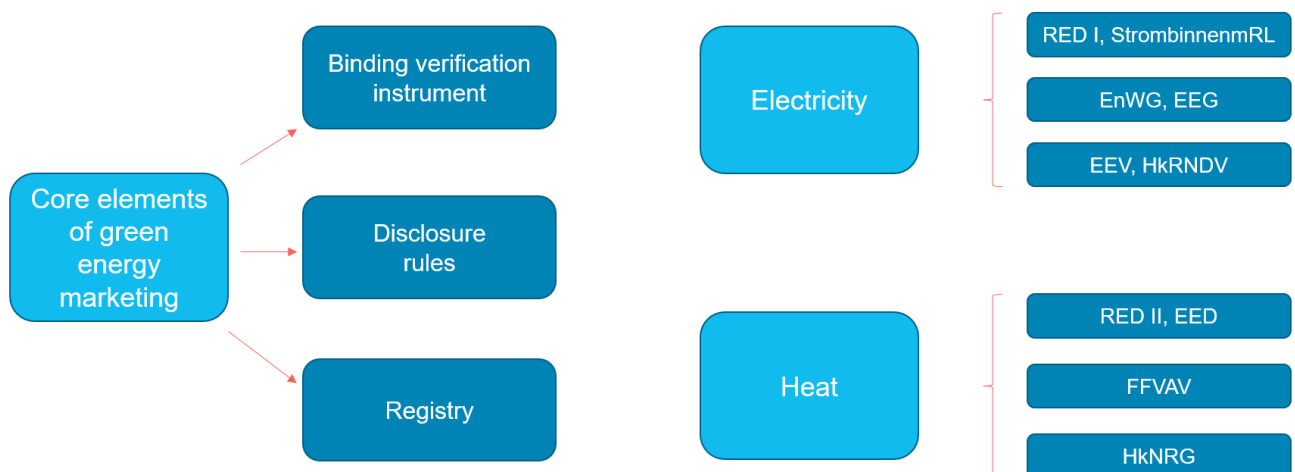 Core elements
of green
energy
marketing
Binding verification
instrument
Disclosure
rules
Registry
Electricity
RED I, StrombinnenmRL
EnWG, EEG
EEV, HkRNDV
Heat
RED II, EED
FFVAV
HkNRG